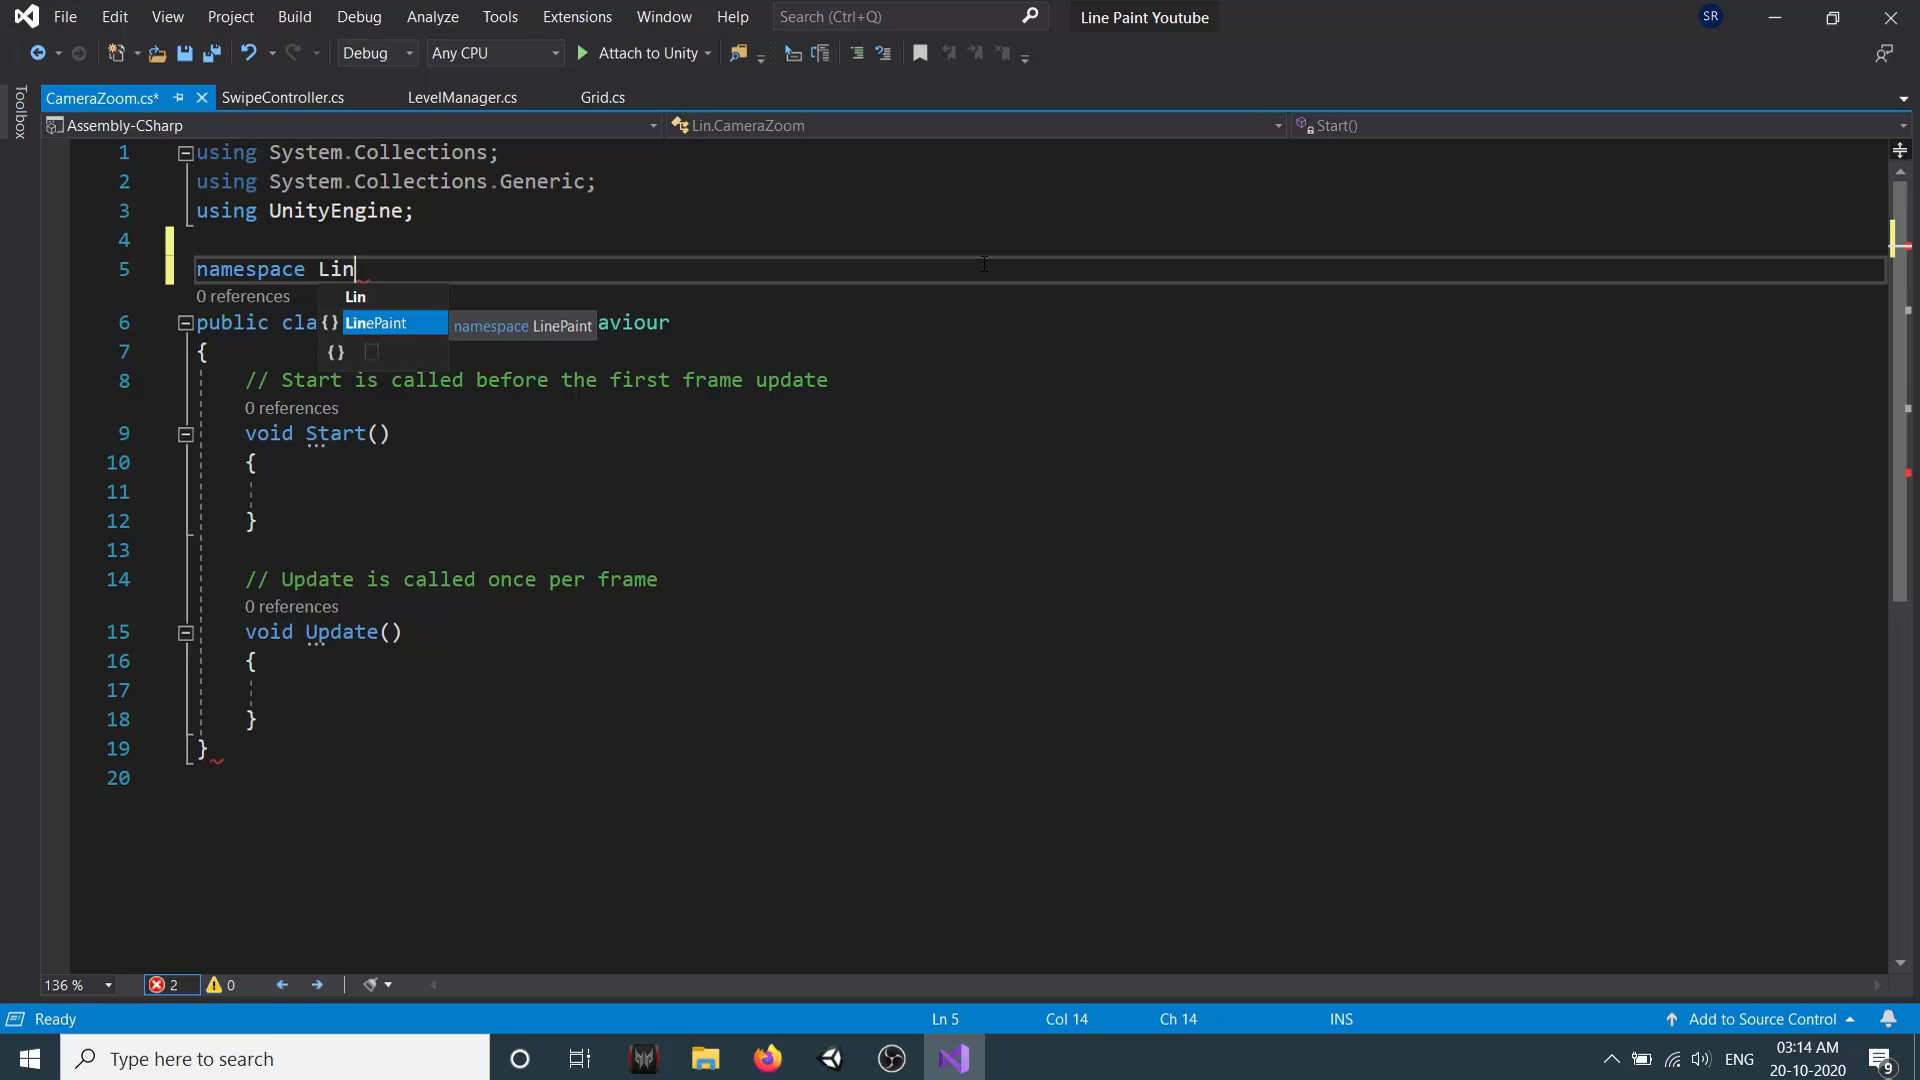 File Edit View Project Build Debug Analyze Tools Extensions Window Help Search (Ctrl+Q) Line Paint Youtube SR
Debug Any CPU Attach to Unity
Toolbox
CameraZoom.cs* SwipeController.cs LevelManager.cs Grid.cs
Assembly-CSharp Lin.CameraZoom Start()
1 using System.Collections;
2 using System.Collections.Generic;
3 using UnityEngine;
4
5 namespace Lin
0 references Lin
6 public cla {} LinePaint namespace LinePaint aviour
7 { {}
8 // Start is called before the first frame update
0 references
9 void Start()
10 {
11
12 }
13
14 // Update is called once per frame
0 references
15 void Update()
16 {
17
18 }
19 }
20
136 % 2 0
Ready Ln 5 Col 14 Ch 14 INS Add to Source Control
Type here to search ENG 03:14 AM
20-10-2020 9